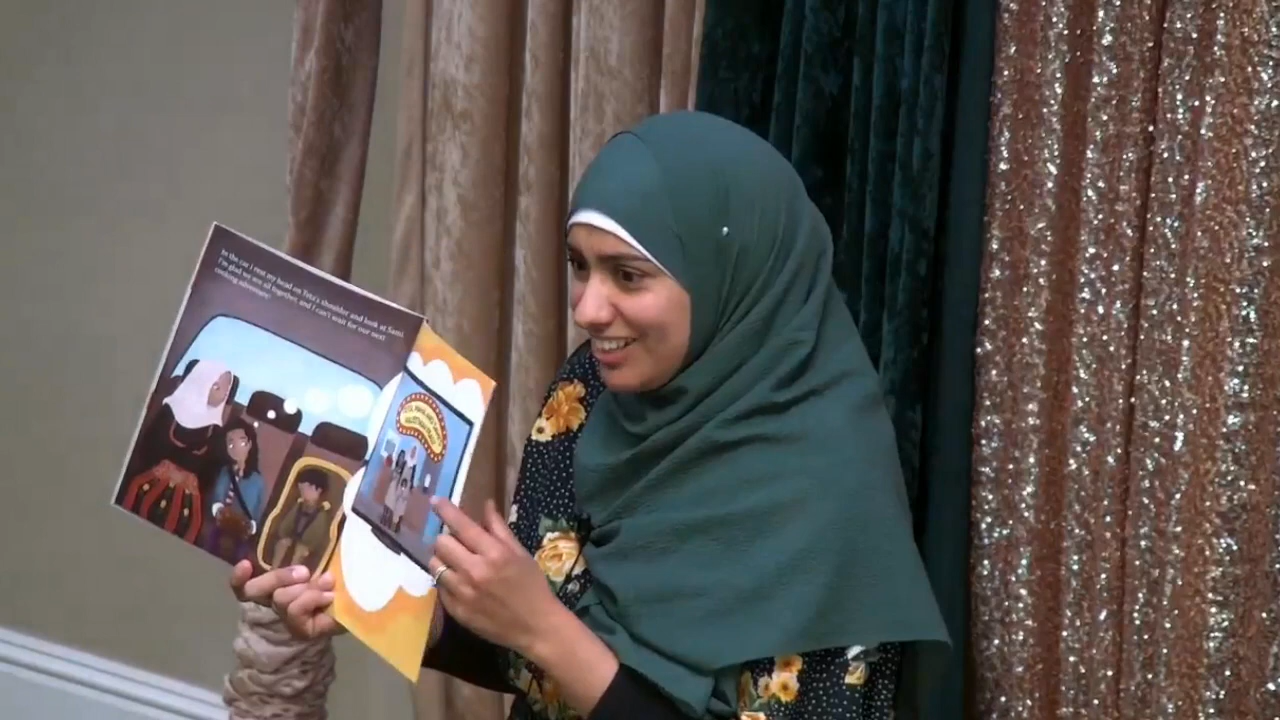 In the car I rest my head on Teta's shoulder and look at Sami.
I'm glad we are all together, and I can't wait for our next
cooking adventure!